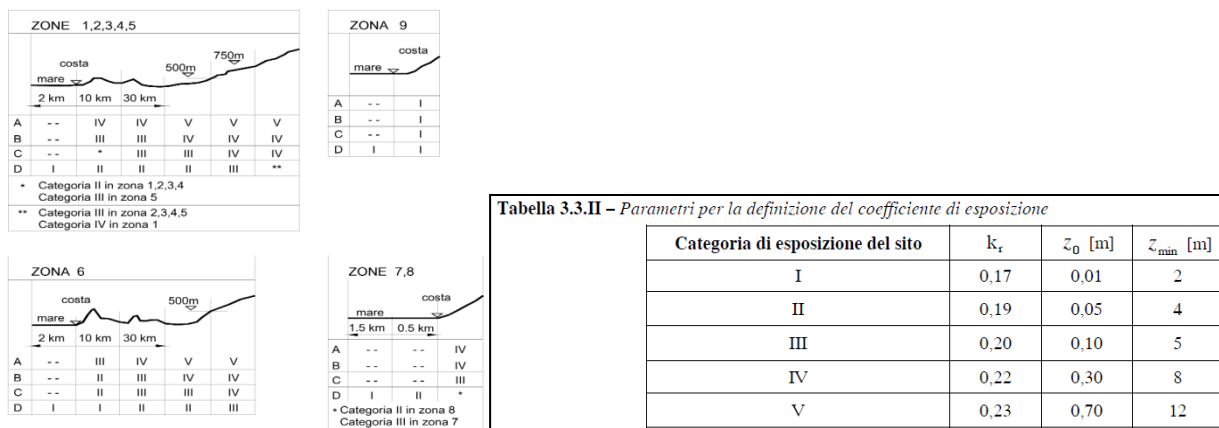 ZONE 1,2,3,4,5
costa
mare
500m
750m
2 km 10 km 30 km
A -- IV IV V V V
B -- III III IV IV IV
C -- * III III IV IV
D I II II II III **
* Categoria II in zona 1,2,3,4
Categoria III in zona 5
** Categoria III in zona 2,3,4,5
Categoria IV in zona 1
ZONA 9
costa
mare
A -- I
B -- I
C -- I
D I I
ZONA 6
costa
mare
500m
2 km 10 km 30 km
A -- III IV V V
B -- II III IV IV
C -- II III III IV
D I I II II III
ZONE 7,8
costa
mare
1.5 km 0.5 km
A -- -- IV
B -- -- IV
C -- -- III
D I II *
* Categoria II in zona 8
Categoria III in zona 7
Tabella 3.3.II – Parametri per la definizione del coefficiente di esposizione
Categoria di esposizione del sito kr z0 [m] zmin [m]
I 0,17 0,01 2
II 0,19 0,05 4
III 0,20 0,10 5
IV 0,22 0,30 8
V 0,23 0,70 12